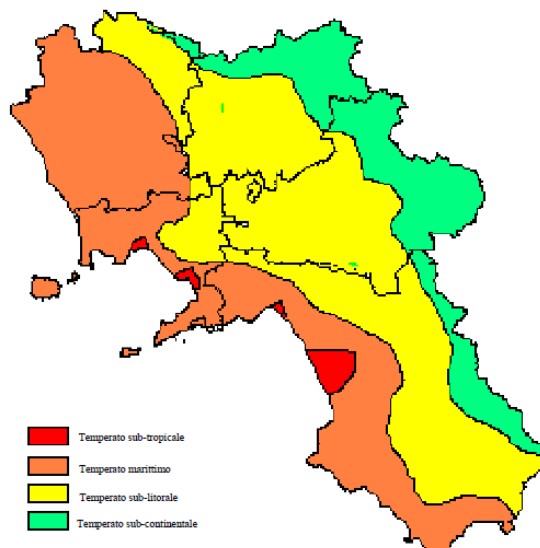 Temperato sub-tropicale
Temperato marittimo
Temperato sub-litorale
Temperato sub-continentale